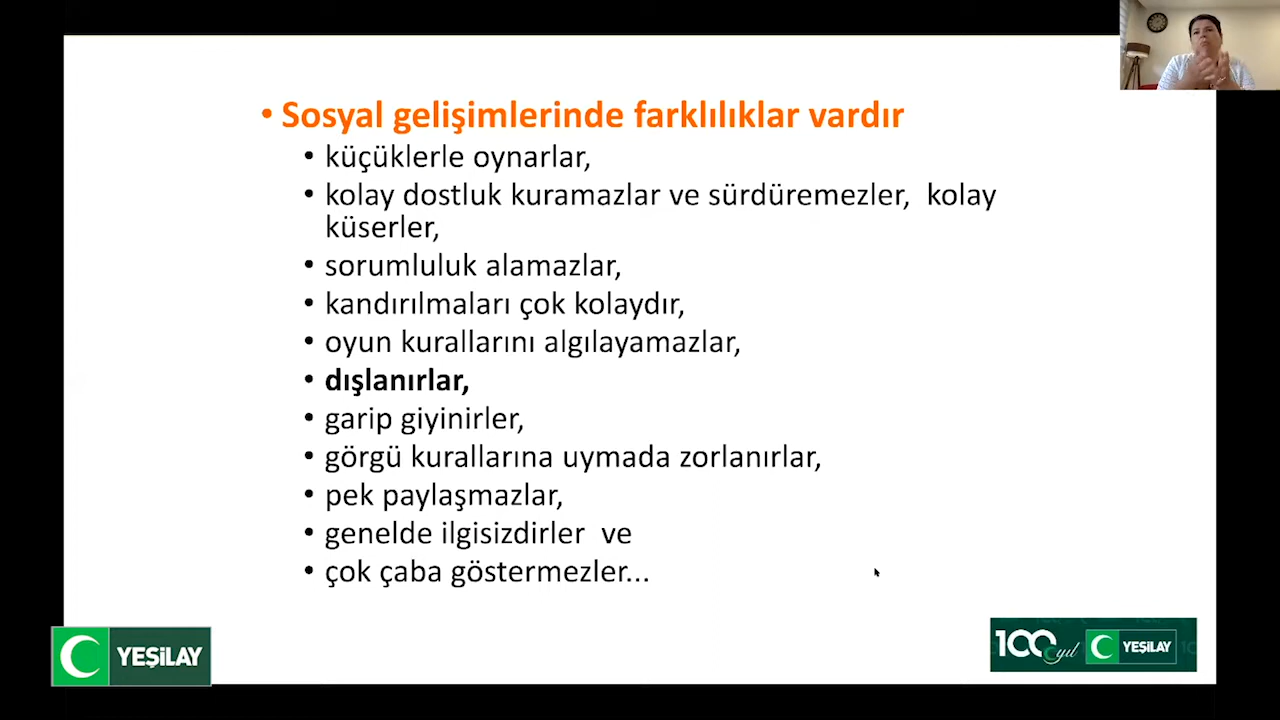 • Sosyal gelişimlerinde farklılıklar vardır
• küçüklerle oynarlar,
• kolay dostluk kuramazlar ve sürdüremezler, kolay
küserler,
• sorumluluk alamazlar,
• kandırılmaları çok kolaydır,
• oyun kurallarını algılayamazlar,
• dışlanırlar,
• garip giyinirler,
• görgü kurallarına uymada zorlanırlar,
• pek paylaşmazlar,
• genelde ilgisizdirler ve
• çok çaba göstermezler...
YEŞİLAY
100 yıl YEŞİLAY